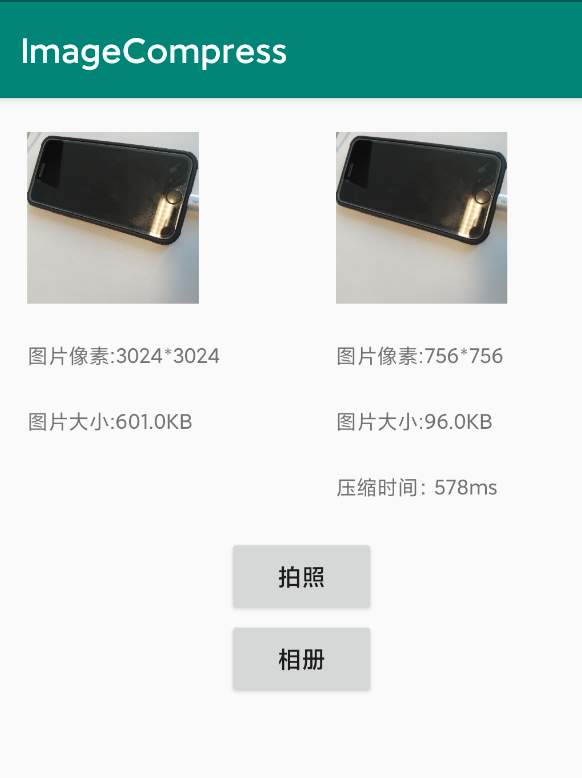 ImageCompress
图片像素:3024*3024
图片像素:756*756
图片大小:601.0KB
图片大小:96.0KB
压缩时间: 578ms
拍照
相册